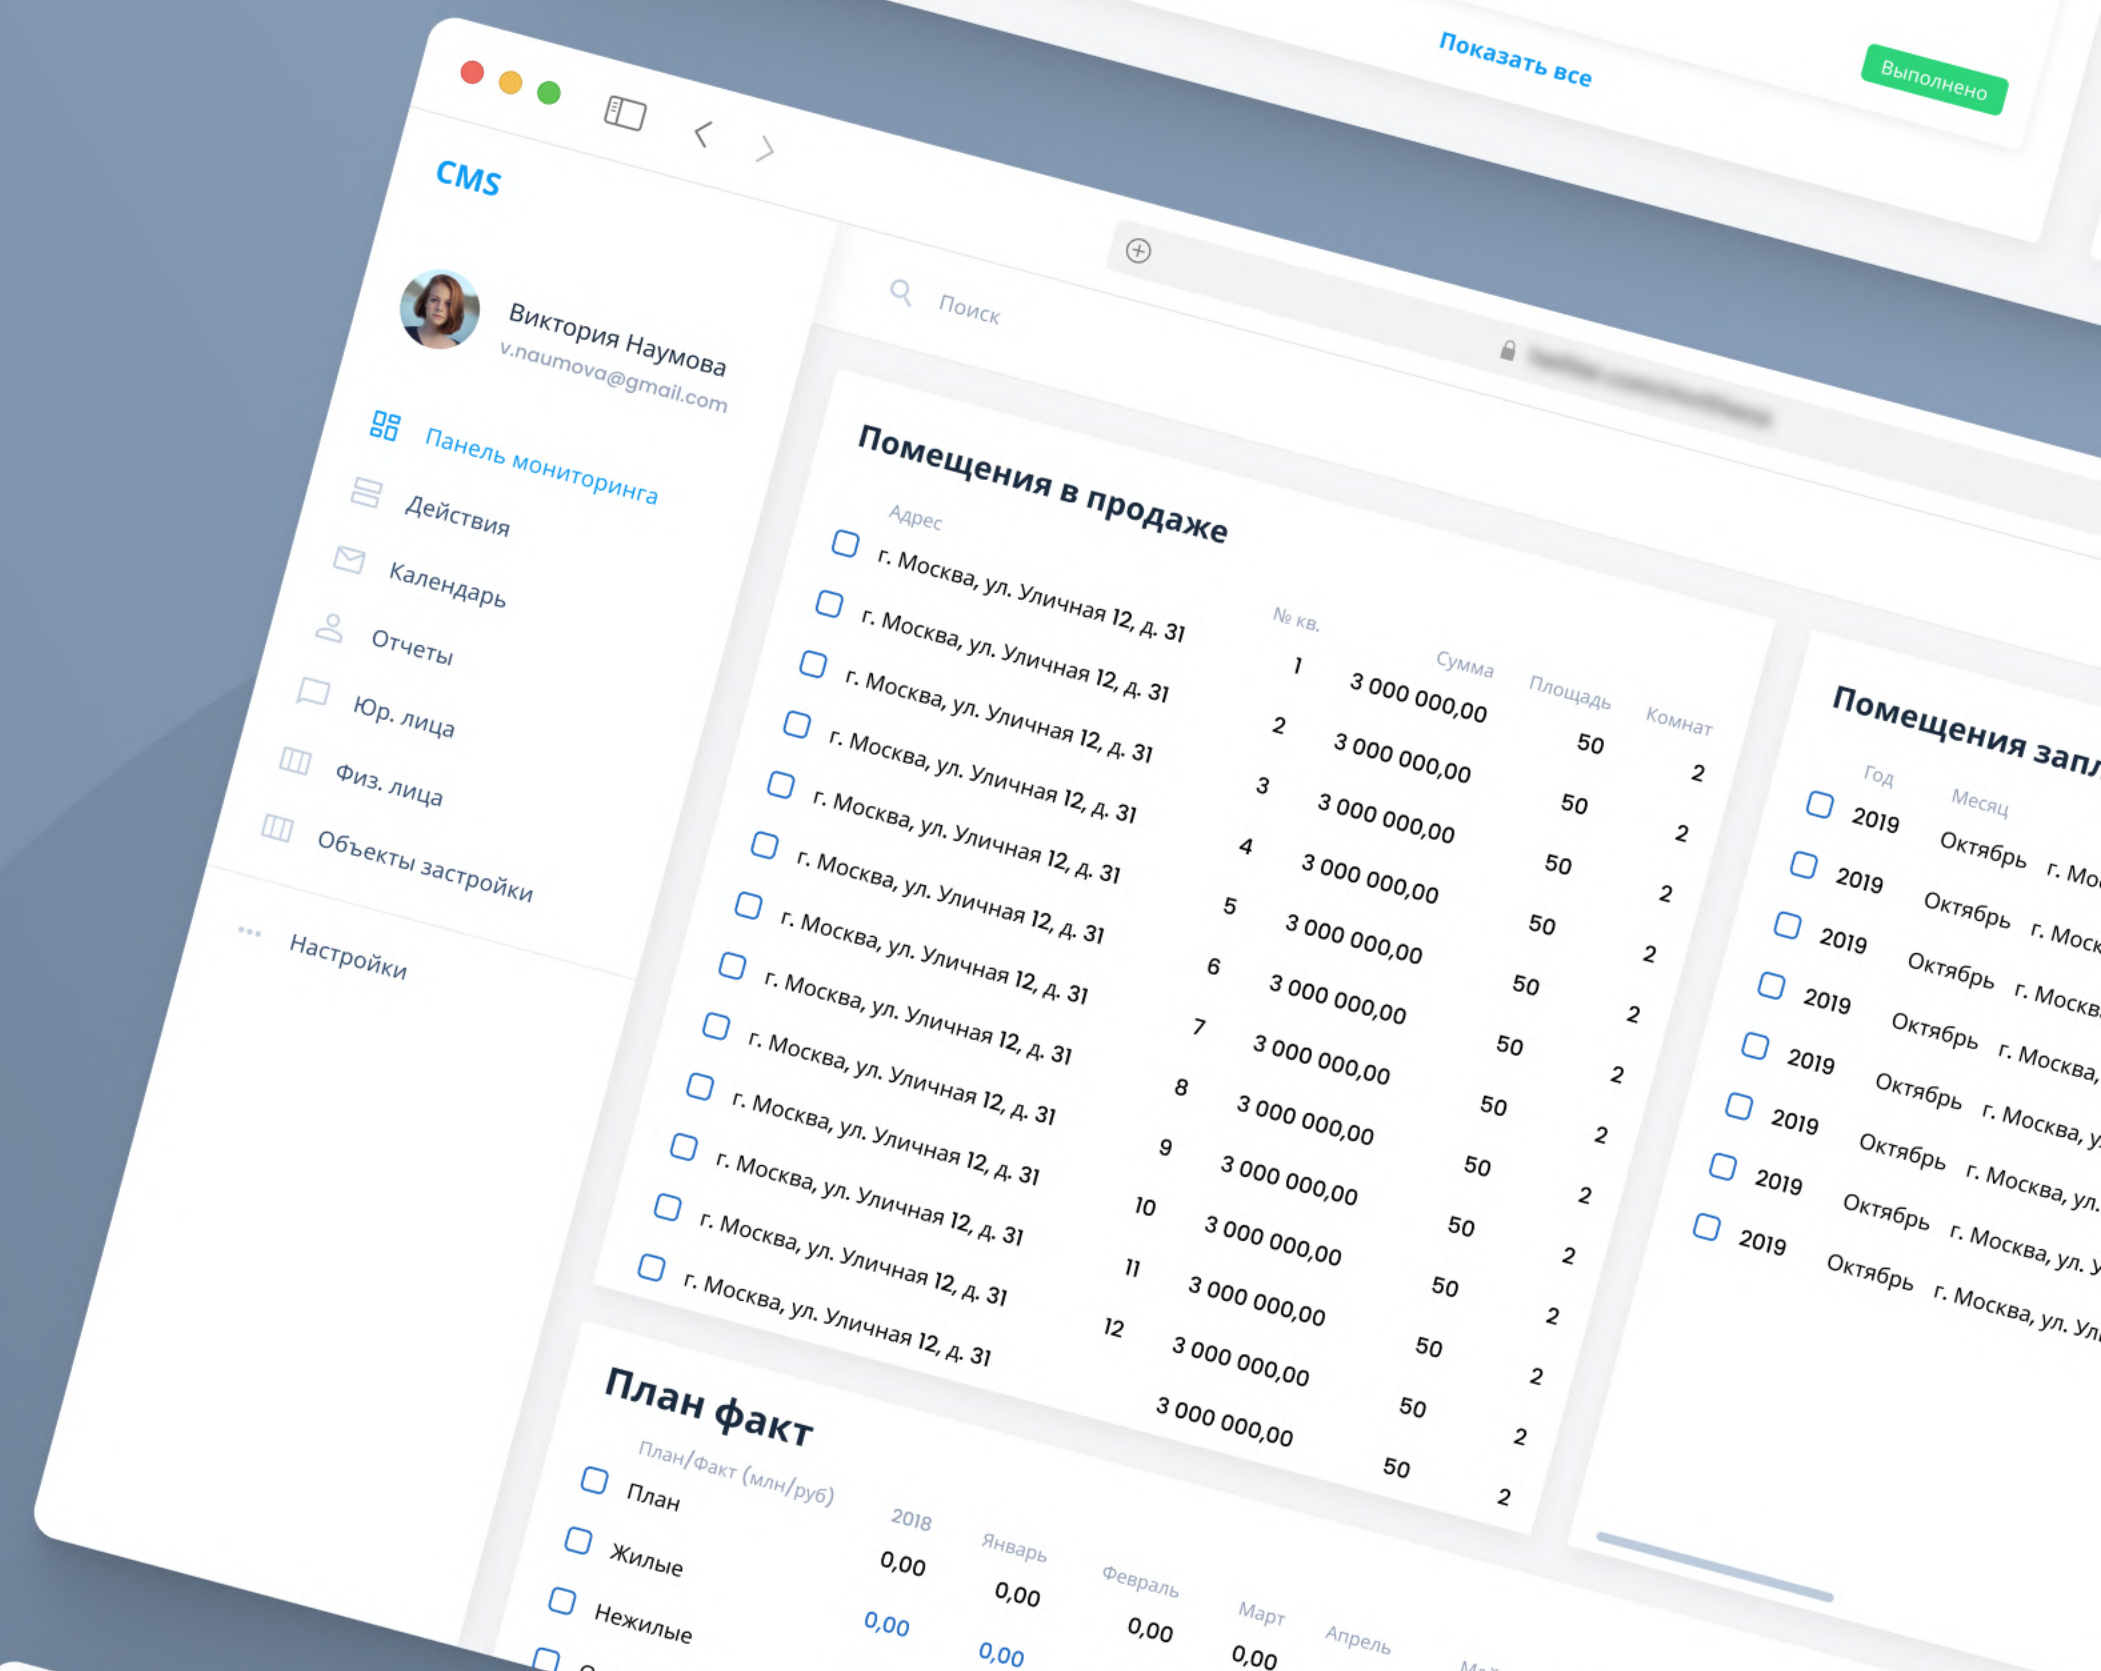 Показать все
Выполнено
CMS
Виктория Наумова
v.naumova@gmail.com
Панель мониторинга
Действия
Календарь
Отчеты
Юр. лица
Физ. лица
Объекты застройки
Настройки
Поиск
Помещения в продаже
Адрес № кв. Сумма Площадь Комнат
г. Москва, ул. Уличная 12, д. 31 1 3 000 000,00 50 2
г. Москва, ул. Уличная 12, д. 31 2 3 000 000,00 50 2
г. Москва, ул. Уличная 12, д. 31 3 3 000 000,00 50 2
г. Москва, ул. Уличная 12, д. 31 4 3 000 000,00 50 2
г. Москва, ул. Уличная 12, д. 31 5 3 000 000,00 50 2
г. Москва, ул. Уличная 12, д. 31 6 3 000 000,00 50 2
г. Москва, ул. Уличная 12, д. 31 7 3 000 000,00 50 2
г. Москва, ул. Уличная 12, д. 31 8 3 000 000,00 50 2
г. Москва, ул. Уличная 12, д. 31 9 3 000 000,00 50 2
г. Москва, ул. Уличная 12, д. 31 10 3 000 000,00 50 2
г. Москва, ул. Уличная 12, д. 31 11 3 000 000,00 50 2
г. Москва, ул. Уличная 12, д. 31 12 3 000 000,00 50 2
г. Москва, ул. Уличная 12, д. 31 3 000 000,00 50 2
Помещения
Год Месяц
2019 Октябрь г.
2019 Октябрь г.
2019 Октябрь г. Москва
2019 Октябрь г. Москва,
2019 Октябрь г. Москва,
2019 Октябрь г. Москва, ул.
2019 Октябрь г. Москва, ул.
2019 Октябрь г. Москва, ул.
План факт
План/Факт (млн/руб) 2018 Январь Февраль Март Апрель
План 0,00 0,00 0,00 0,00
Жилые 0,00 0,00
Нежилые